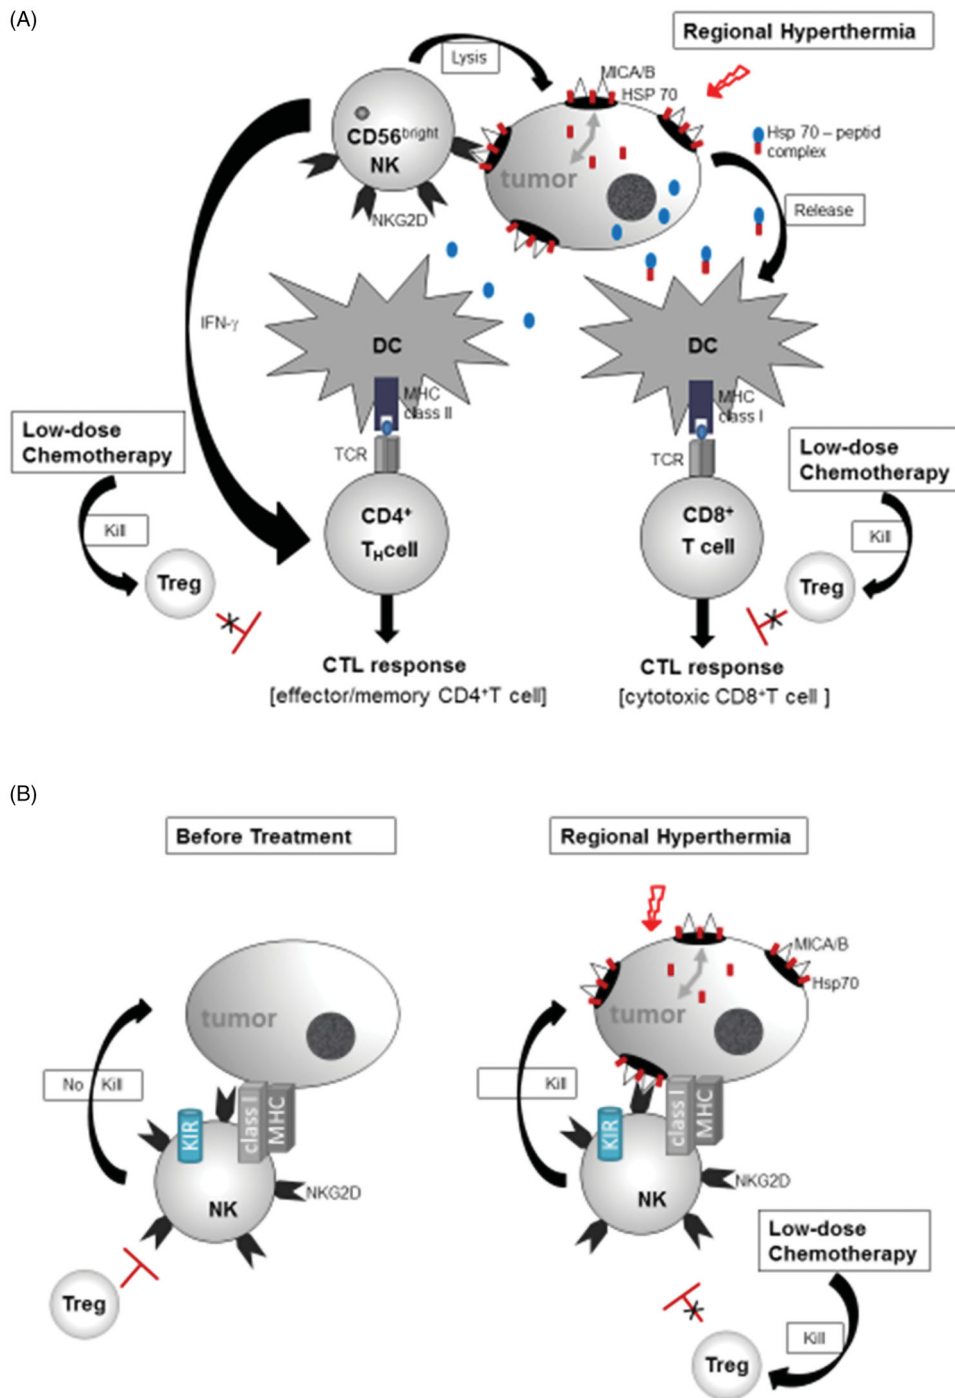 (A)
Regional Hyperthermia
Lysis
MICA/B
HSP 70
CD56bright
NK
Hsp 70 – peptid
complex
tumor
NKG2D
Release
IFN-γ
DC
DC
MHC
class II
MHC
class I
Low-dose
Chemotherapy
TCR
TCR
Low-dose
Chemotherapy
Kill
CD4+
THcell
CD8+
T cell
Kill
Treg
Treg
CTL response
[effector/memory CD4+T cell]
CTL response
[cytotoxic CD8+T cell ]
(B)
Before Treatment
Regional Hyperthermia
MICA/B
Hsp70
tumor
tumor
No Kill
Kill
KIR
class I
MHC
KIR
class I
MHC
NKG2D
NK
NKG2D
NK
Low-dose
Chemotherapy
Treg
Kill
Treg